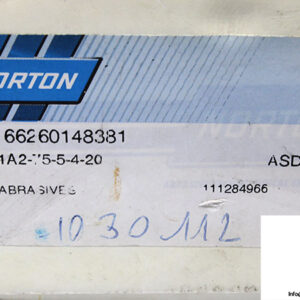 NORTON
66260148381
1A2-75-5-4-20
ASD
ABRASIVES
111284966
1030112